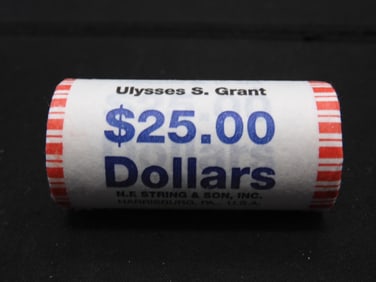 Ulysses S. Grant
$25.00
Dollars
N.F. STRING & SON, INC.
HARRISBURG, PA., U.S.A.